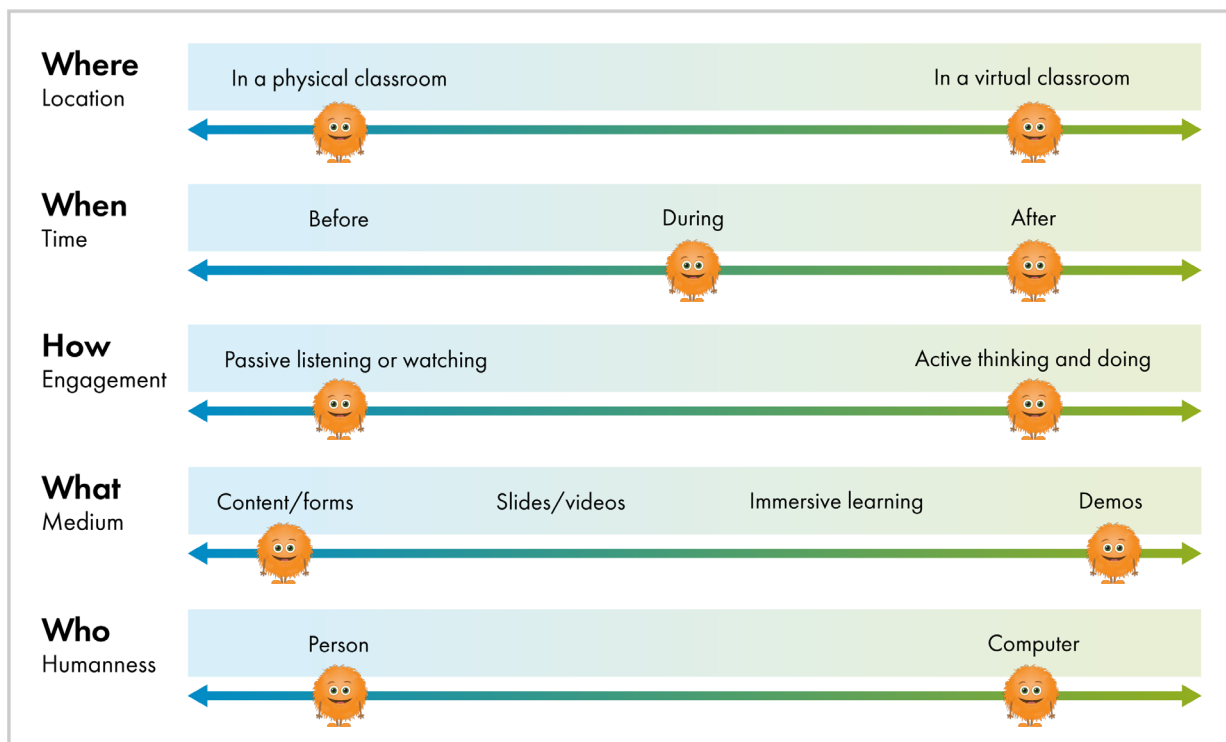 Where
Location
In a physical classroom
In a virtual classroom
When
Time
Before
During
After
How
Engagement
Passive listening or watching
Active thinking and doing
What
Medium
Content/forms
Slides/videos
Immersive learning
Demos
Who
Humanness
Person
Computer